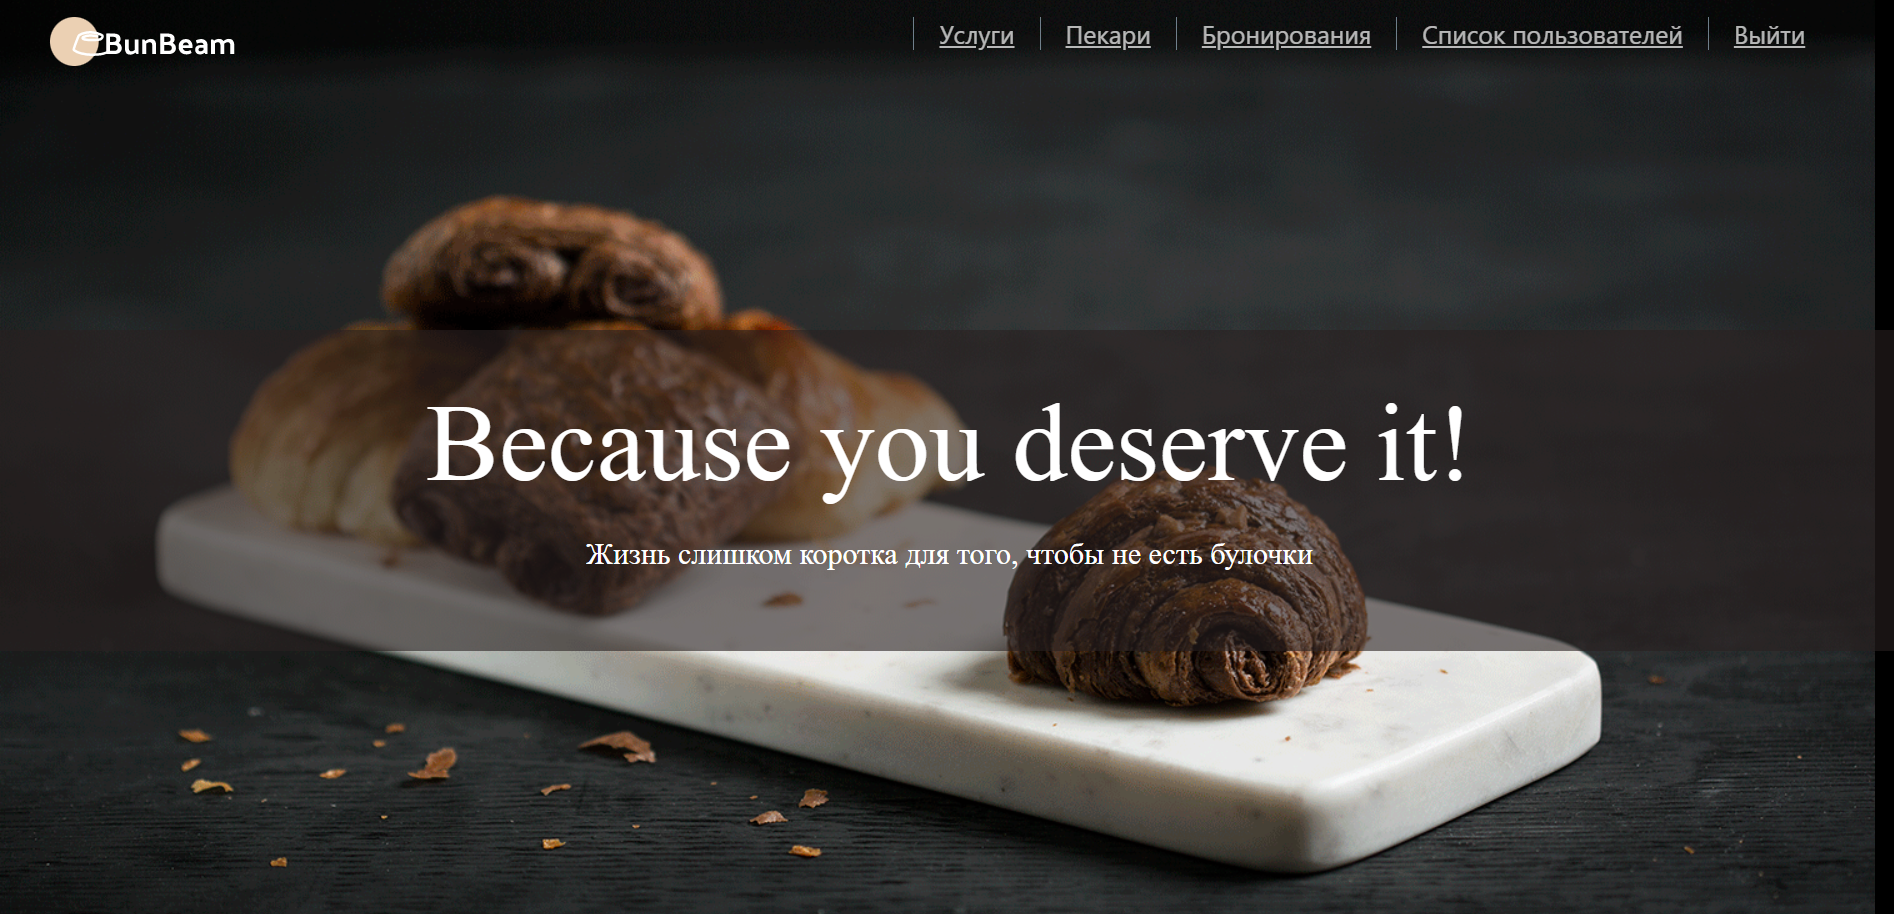 BunBeam
Услуги
Пекари
Бронирования
Список пользователей
Выйти
Because you deserve it!
Жизнь слишком коротка для того, чтобы не есть булочки